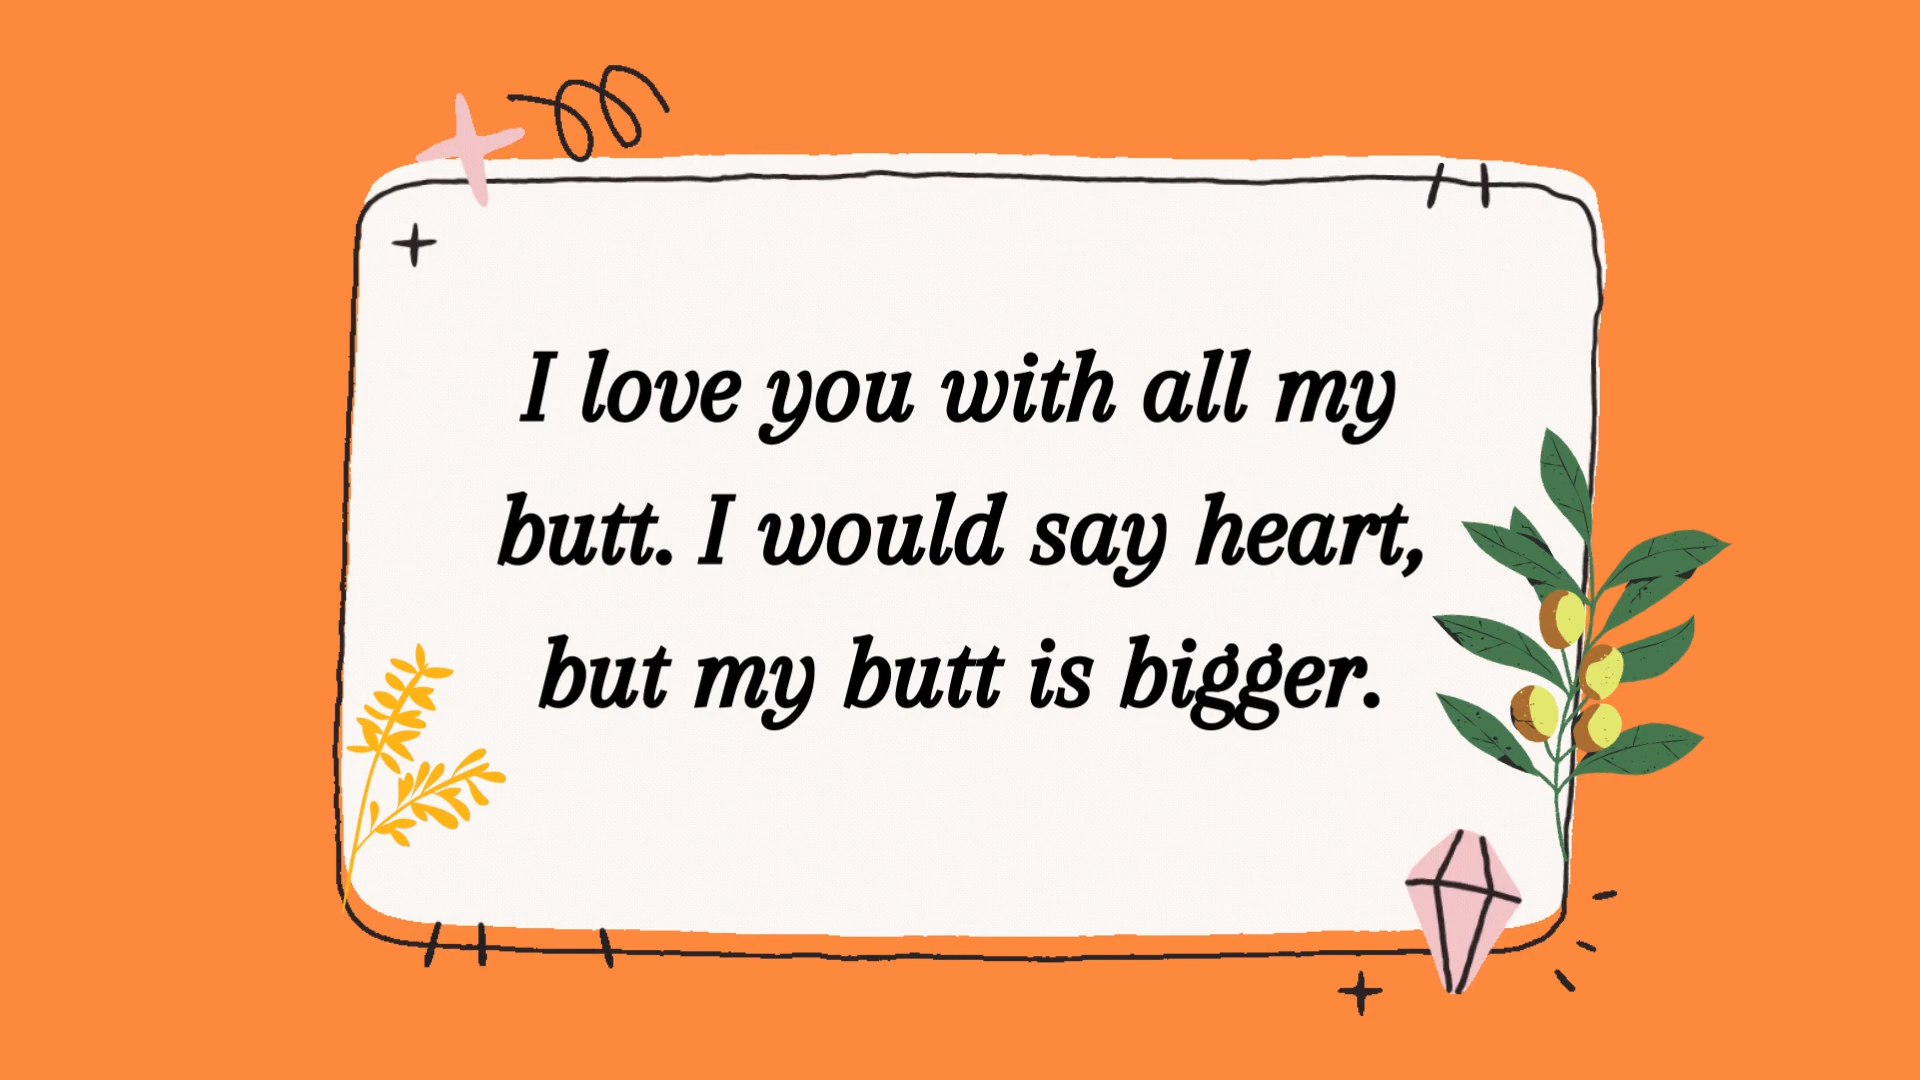 I love you with all my
butt. I would say heart,
but my butt is bigger.